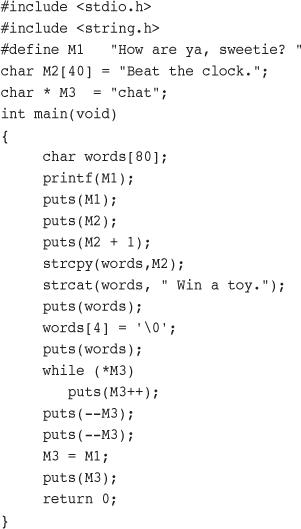 #include <stdio.h>
#include <string.h>
#define M1   "How are ya, sweetie? "
char M2[40] = "Beat the clock.";
char * M3  = "chat";
int main(void)
{
     char words[80];
     printf(M1);
     puts(M1);
     puts(M2);
     puts(M2 + 1);
     strcpy(words,M2);
     strcat(words, " Win a toy.");
     puts(words);
     words[4] = '\0';
     puts(words);
     while (*M3)
        puts(M3++);
     puts(--M3);
     puts(--M3);
     M3 = M1;
     puts(M3);
     return 0;
}